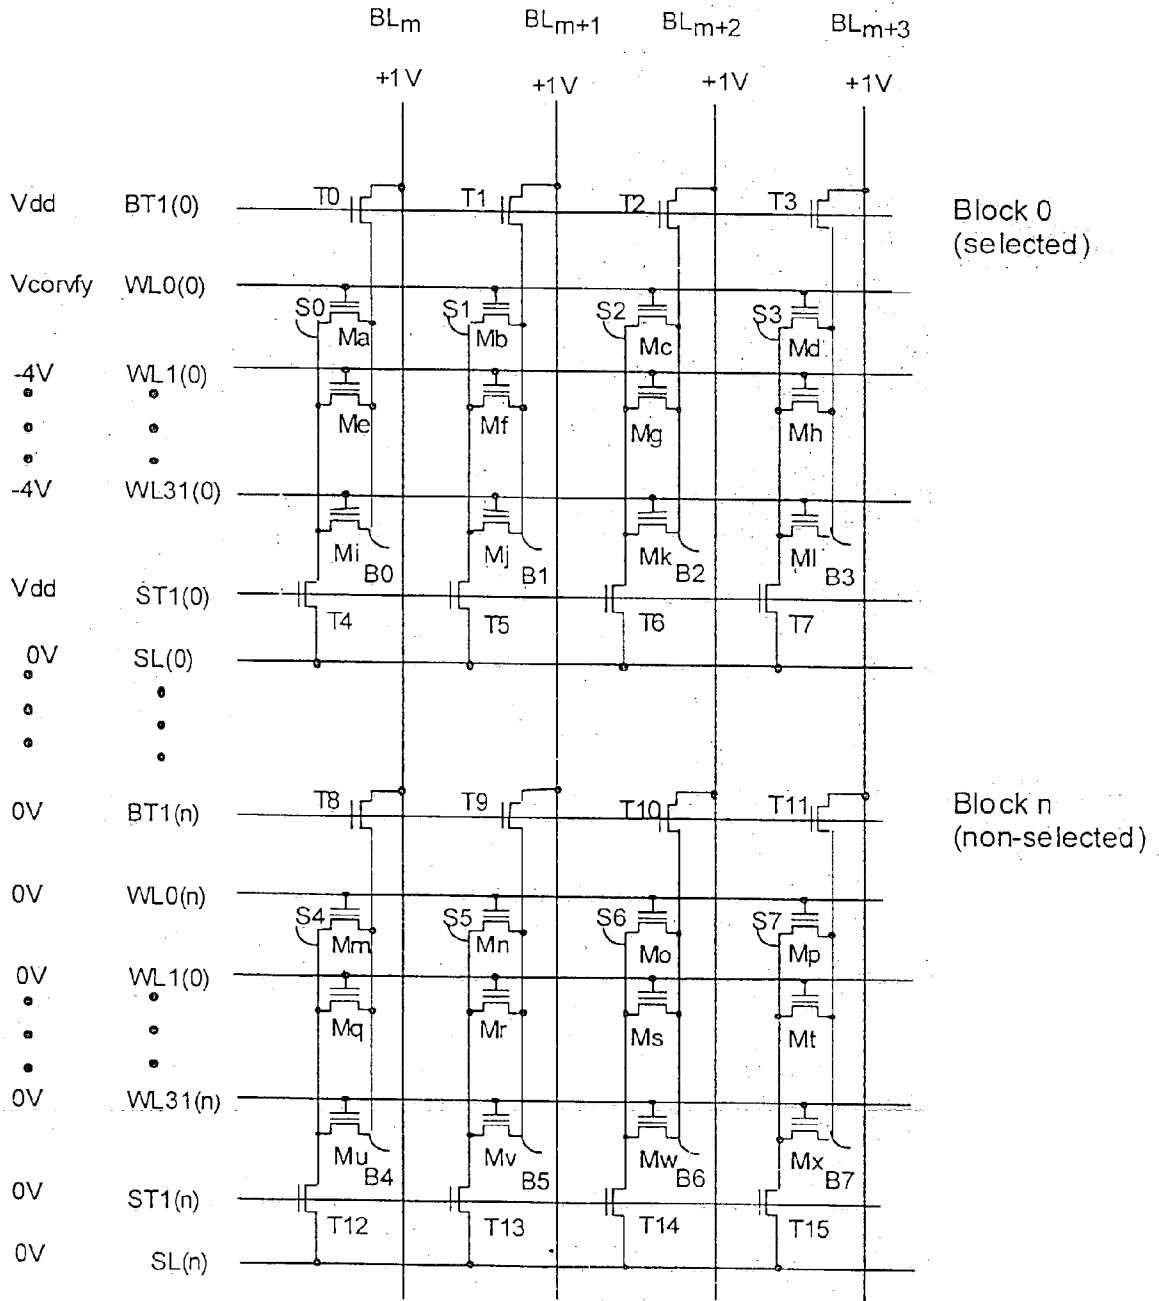 BLm BLm+1 BLm+2 BLm+3
+1V +1V +1V +1V
Vdd BT1(0) T0 T1 T2 T3 Block 0
(selected)
Vcorvfy WL0(0)
S0 S1 S2 S3
Ma Mb Mc Md
-4V WL1(0)
Me Mf Mg Mh
-4V WL31(0)
Mi Mj Mk Ml
B0 B1 B2 B3
Vdd ST1(0)
T4 T5 T6 T7
0V SL(0)
0V BT1(n) T8 T9 T10 T11 Block n
(non-selected)
0V WL0(n)
S4 S5 S6 S7
Mm Mn Mo Mp
0V WL1(0)
Mq Mr Ms Mt
0V WL31(n)
Mu Mv Mw Mx
B4 B5 B6 B7
0V ST1(n)
T12 T13 T14 T15
0V SL(n)